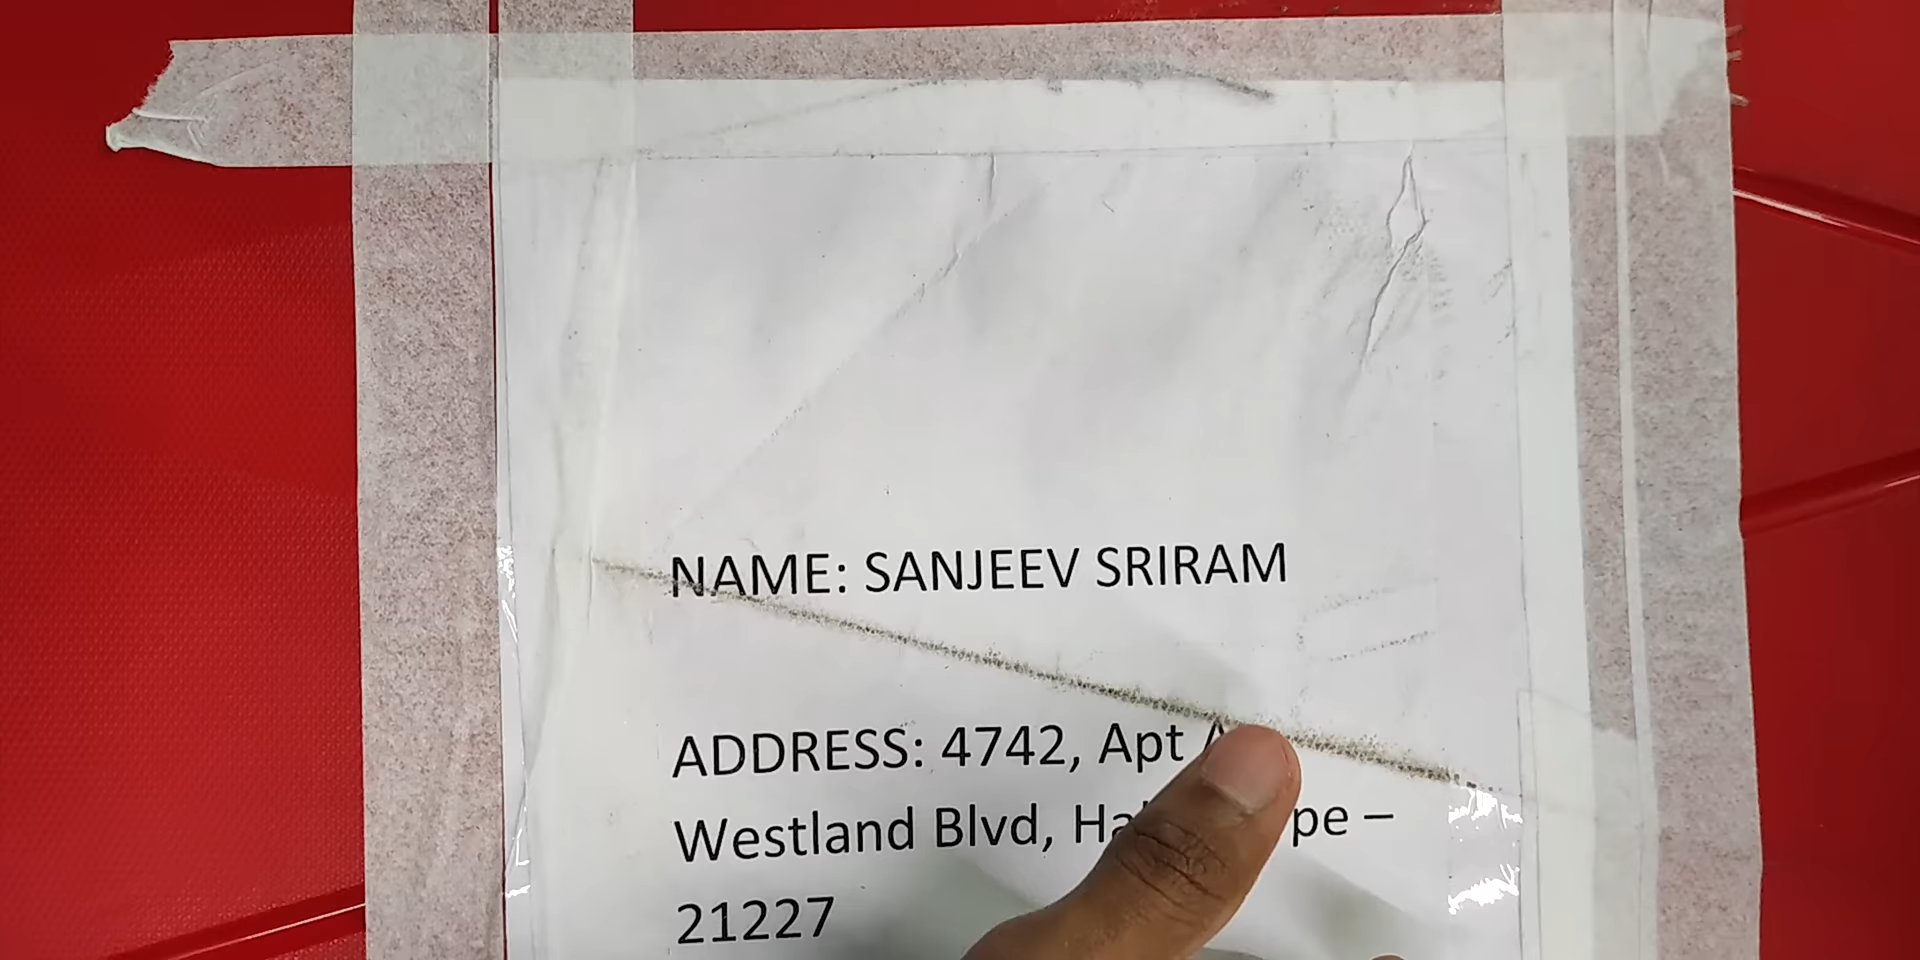 NAME: SANJEEV SRIRAM
ADDRESS: 4742, Apt
Westland Blvd, –
21227